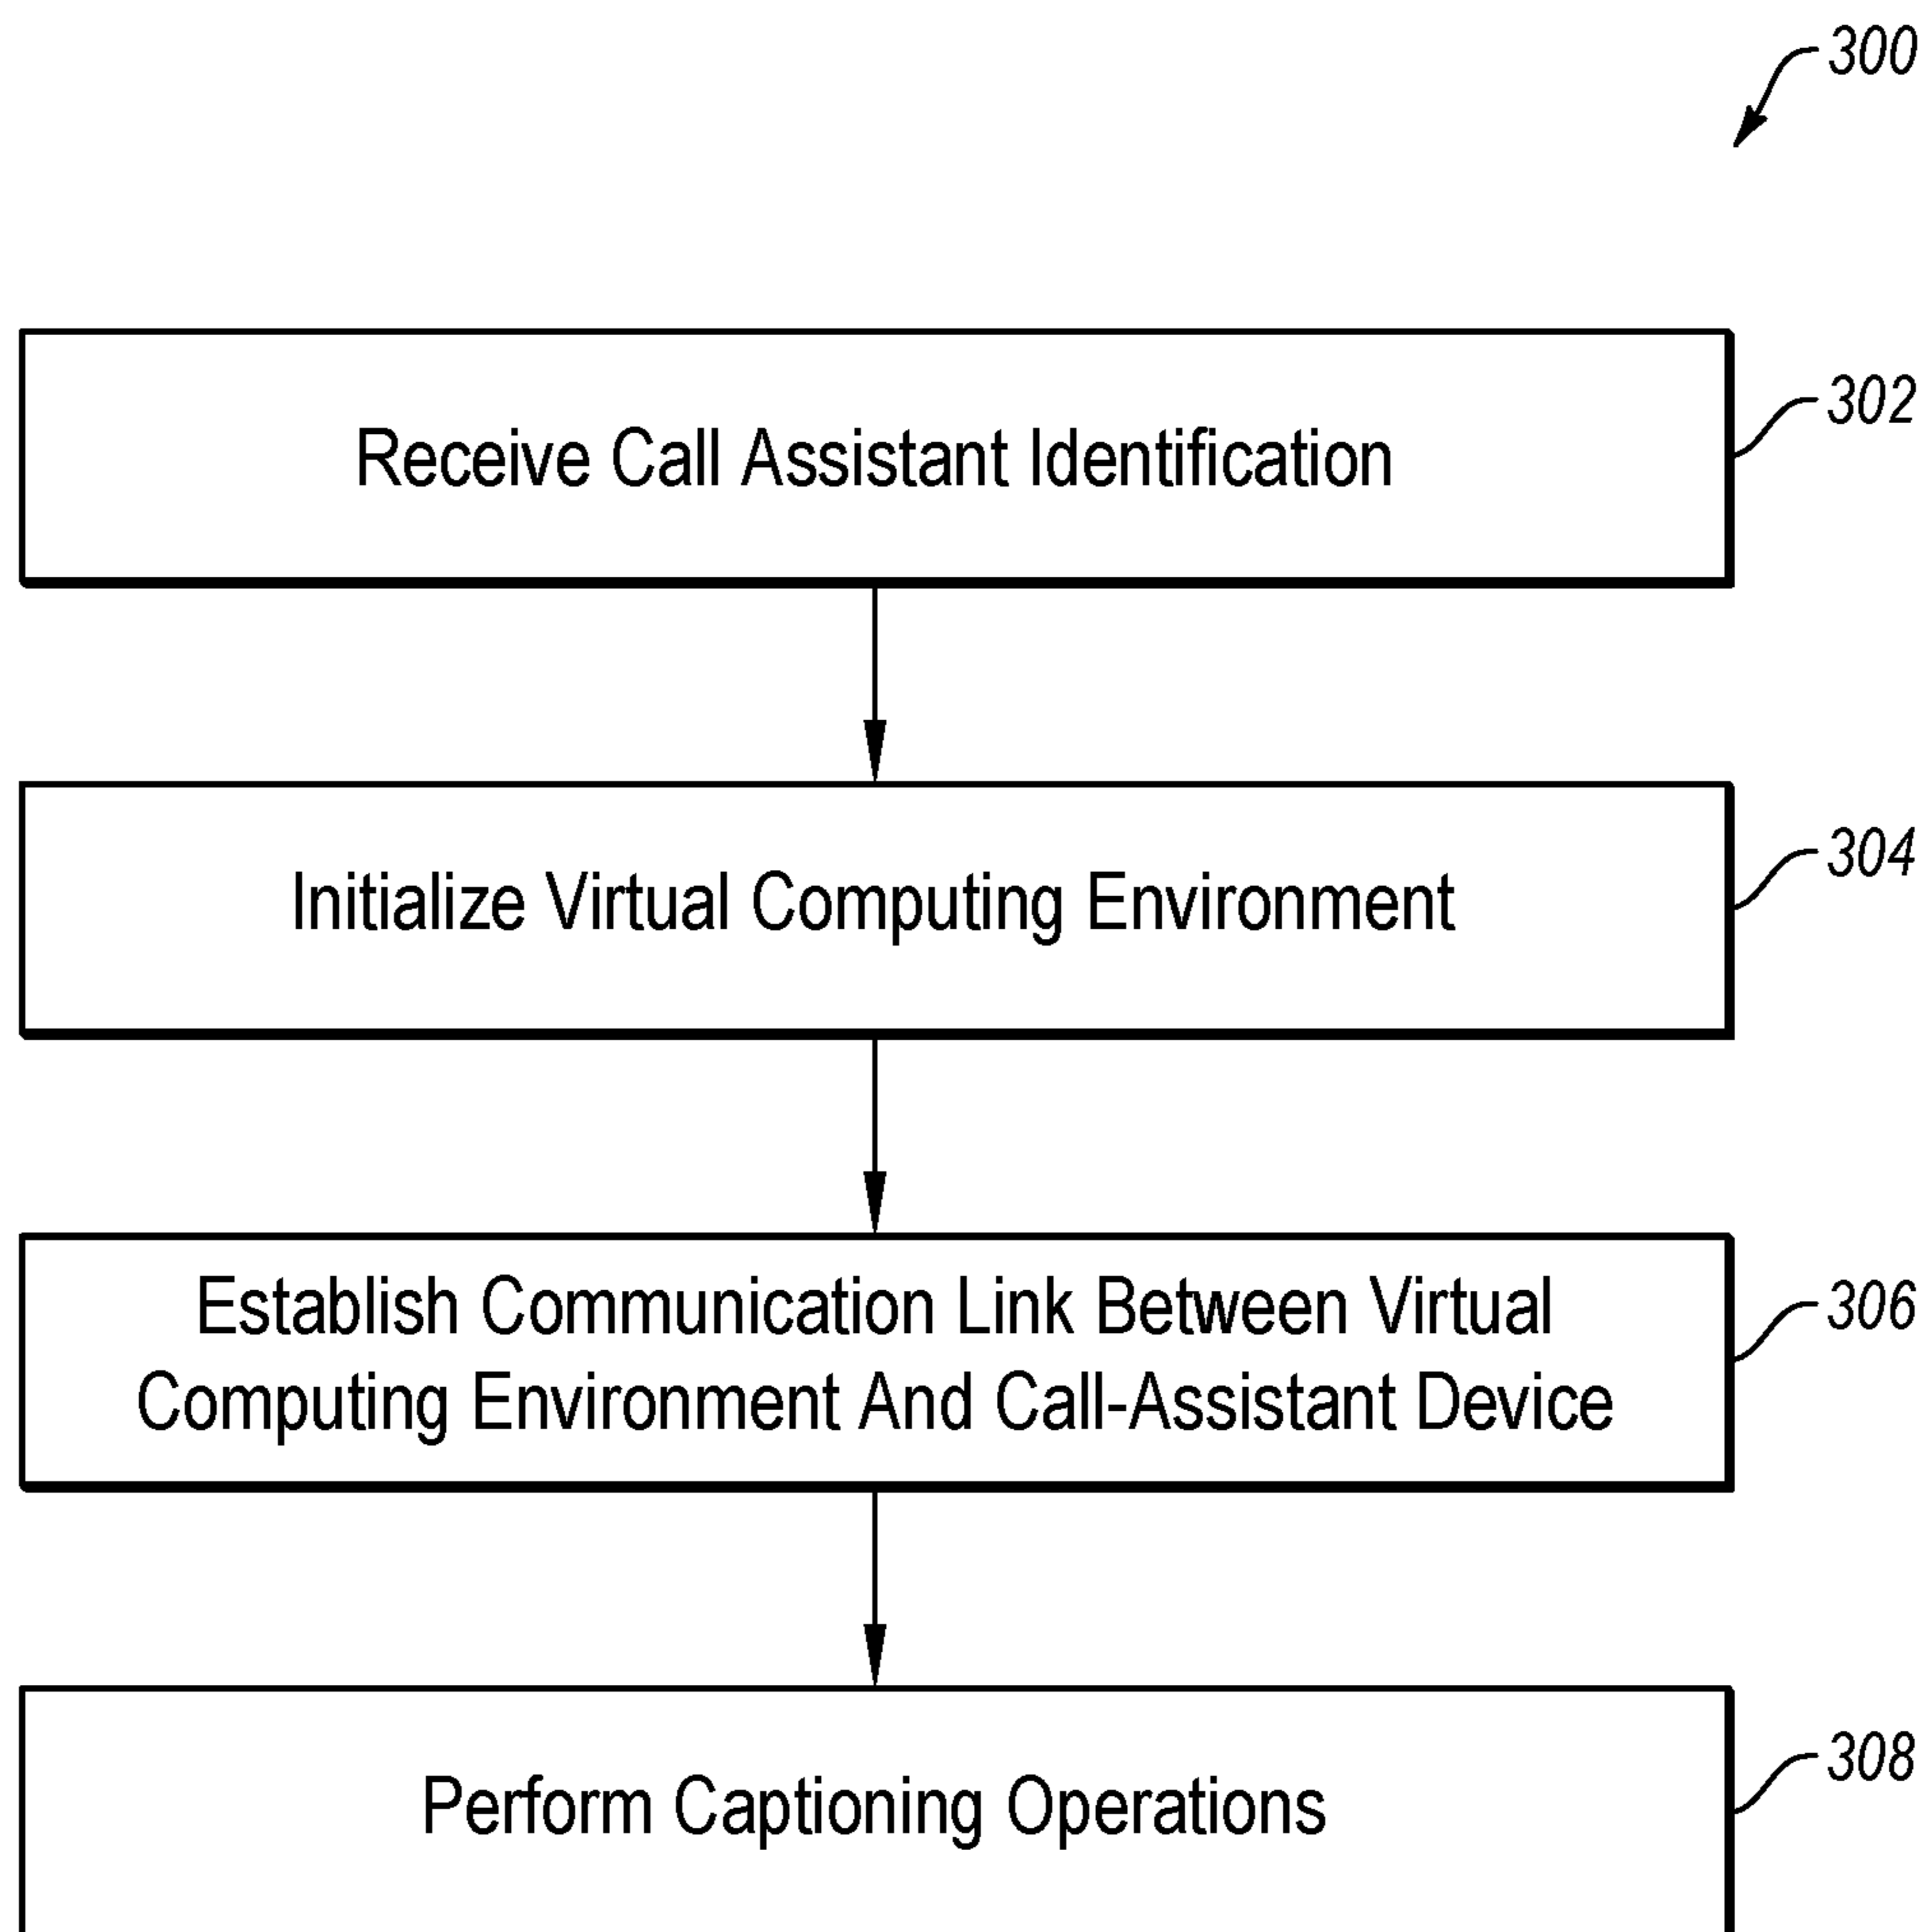 300
Receive Call Assistant Identification
302
Initialize Virtual Computing Environment
304
Establish Communication Link Between Virtual
Computing Environment And Call-Assistant Device
306
Perform Captioning Operations
308